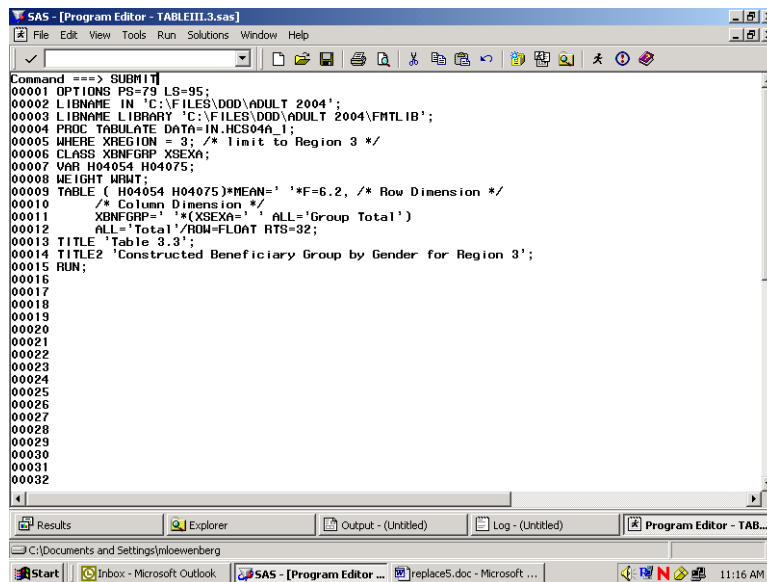 SAS - [Program Editor - TABLEIII.3.sas]
File Edit View Tools Run Solutions Window Help
Command ===> SUBMIT
00001 OPTIONS PS=79 LS=95;
00002 LIBNAME IN 'C:\FILES\DOD\ADULT 2004';
00003 LIBNAME LIBRARY 'C:\FILES\DOD\ADULT 2004\FMTLIB';
00004 PROC TABULATE DATA=IN.HCS04A_1;
00005 WHERE XREGION = 3; /* limit to Region 3 */
00006 CLASS XBNFGRP XSEXA;
00007 VAR H04054 H04075;
00008 WEIGHT WRWT;
00009 TABLE ( H04054 H04075)*MEAN=' '*F=6.2, /* Row Dimension */
00010 /* Column Dimension */
00011 XBNFGRP=' '*(XSEXA=' ' ALL='Group Total')
00012 ALL='Total'/ROW=FLOAT RTS=32;
00013 TITLE 'Table 3.3';
00014 TITLE2 'Constructed Beneficiary Group by Gender for Region 3';
00015 RUN;
00016
00017
00018
00019
00020
00021
00022
00023
00024
00025
00026
00027
00028
00029
00030
00031
00032
Results Explorer Output - (Untitled) Log - (Untitled) Program Editor - TAB...
C:\Documents and Settings\mloewenberg
Start Inbox - Microsoft Outlook SAS - [Program Editor ... replace5.doc - Microsoft ... 11:16 AM